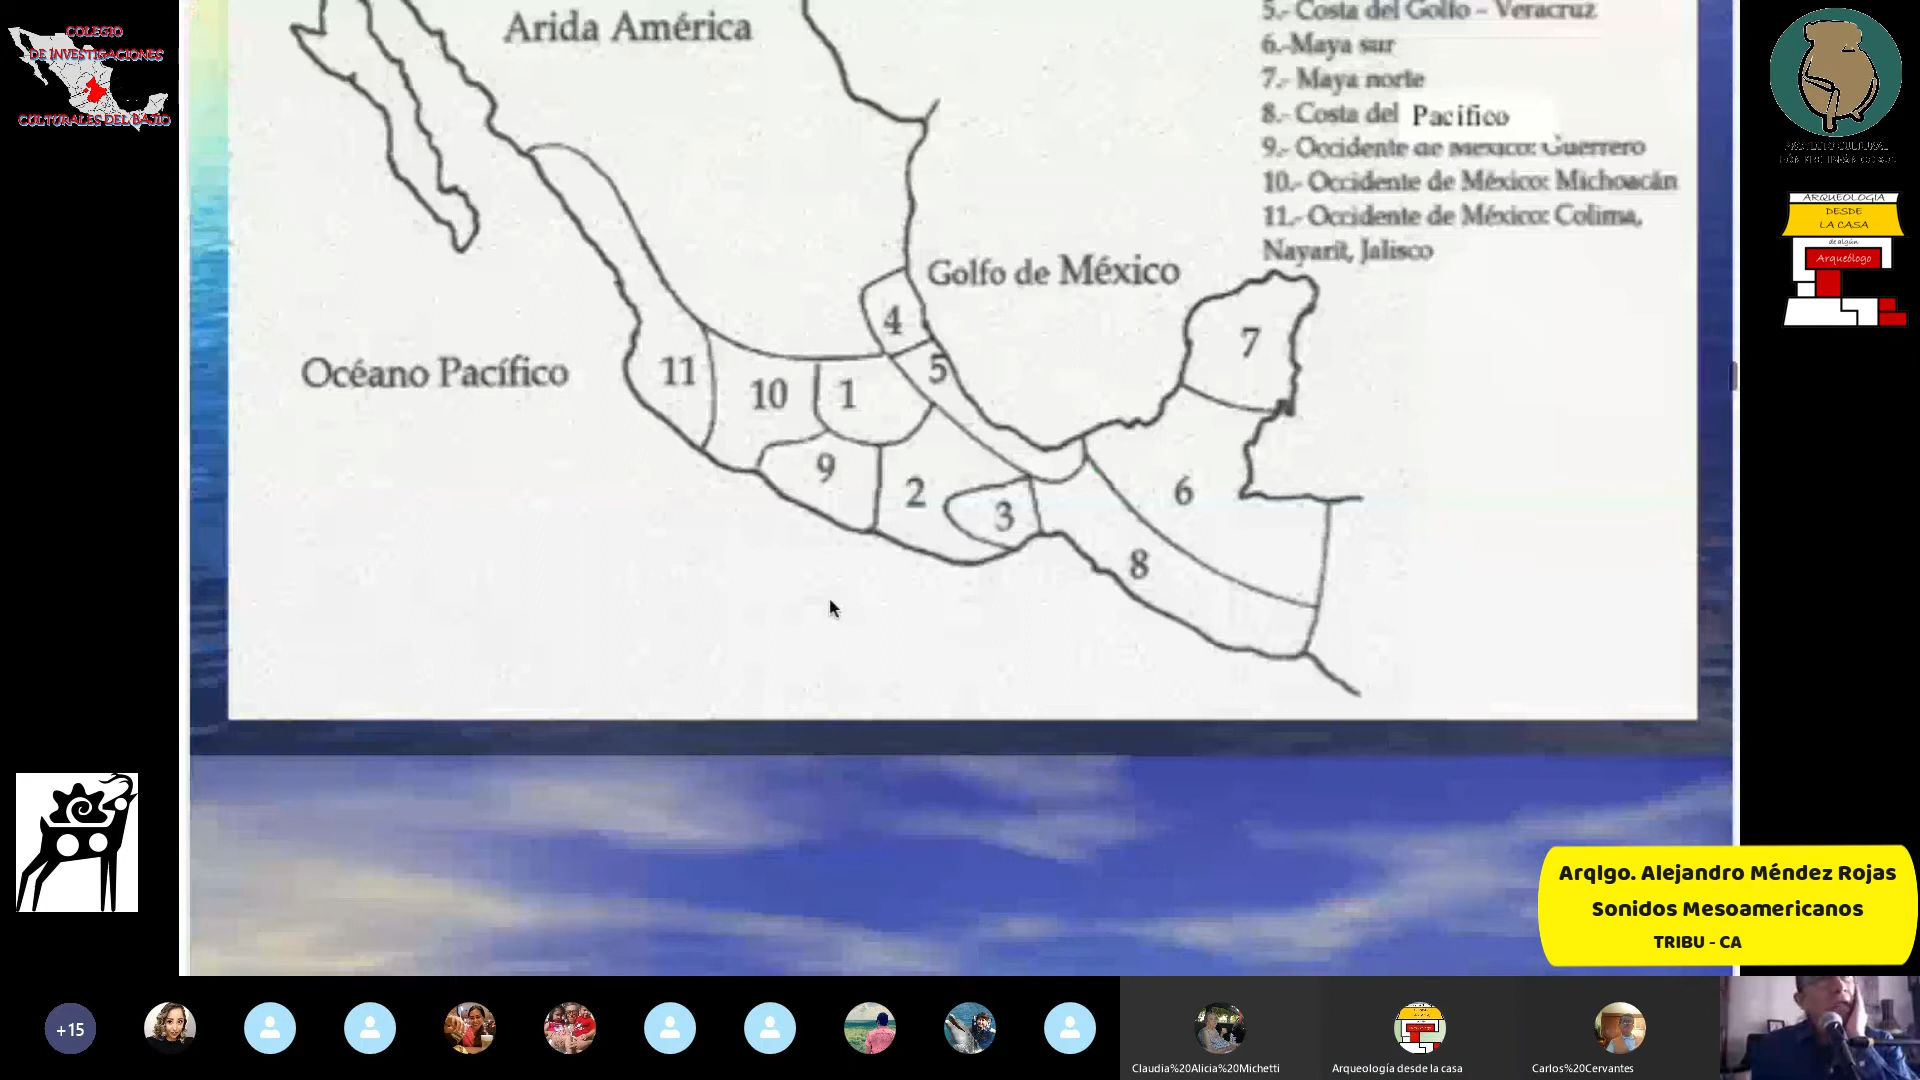 COLEGIO
DE INVESTIGACIONES
CULTURALES DEL BAJÍO
Arida América
5.- Costa del Golfo - Veracruz
6.-Maya sur
7.- Maya norte
8.- Costa del Pacífico
9.- Occidente de México: Guerrero
10.- Occidente de México: Michoacán
11.- Occidente de México: Colima,
Nayarit, Jalisco
Golfo de México
Océano Pacífico
4
5
7
11
10
1
9
2
3
6
8
ARQUEOLOGÍA
DESDE
LA CASA
de algún
Arqueólogo
Arqlgo. Alejandro Méndez Rojas
Sonidos Mesoamericanos
TRIBU - CA
+15
Claudia%20Alicia%20Michetti
Arqueología desde la casa
Carlos%20Cervantes